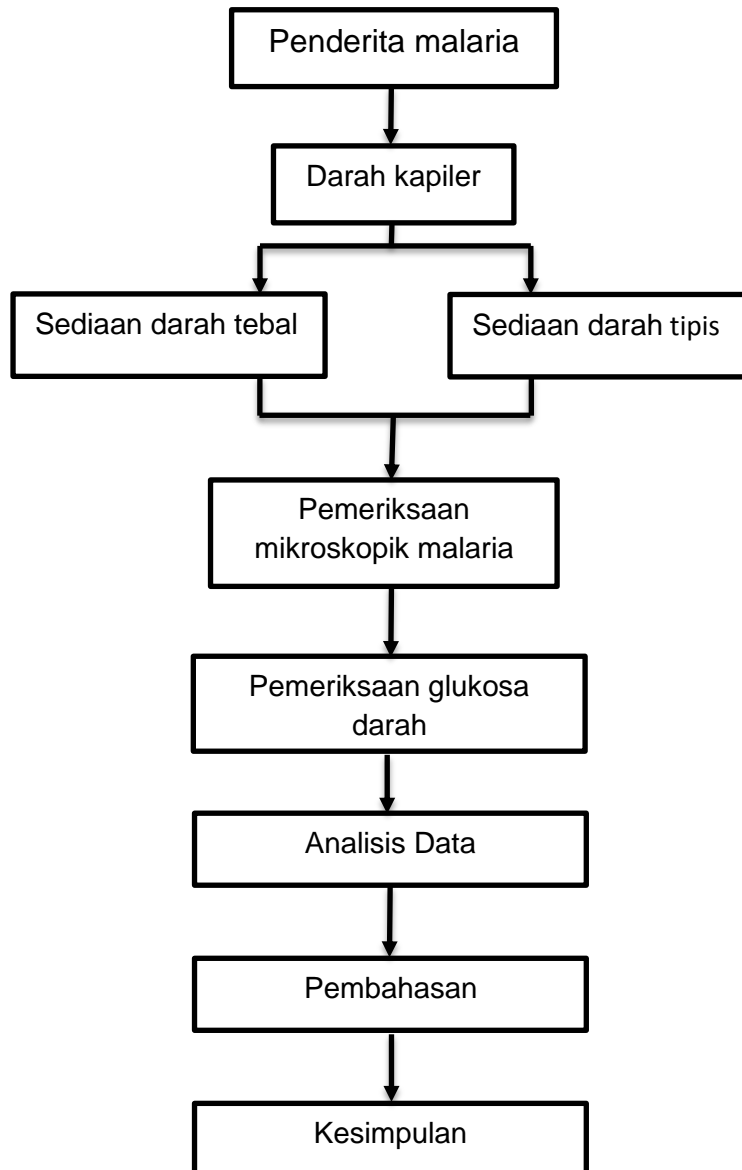 Penderita malaria
Darah kapiler
Sediaan darah tebal
Sediaan darah tipis
Pemeriksaan
mikroskopik malaria
Pemeriksaan glukosa
darah
Analisis Data
Pembahasan
Kesimpulan